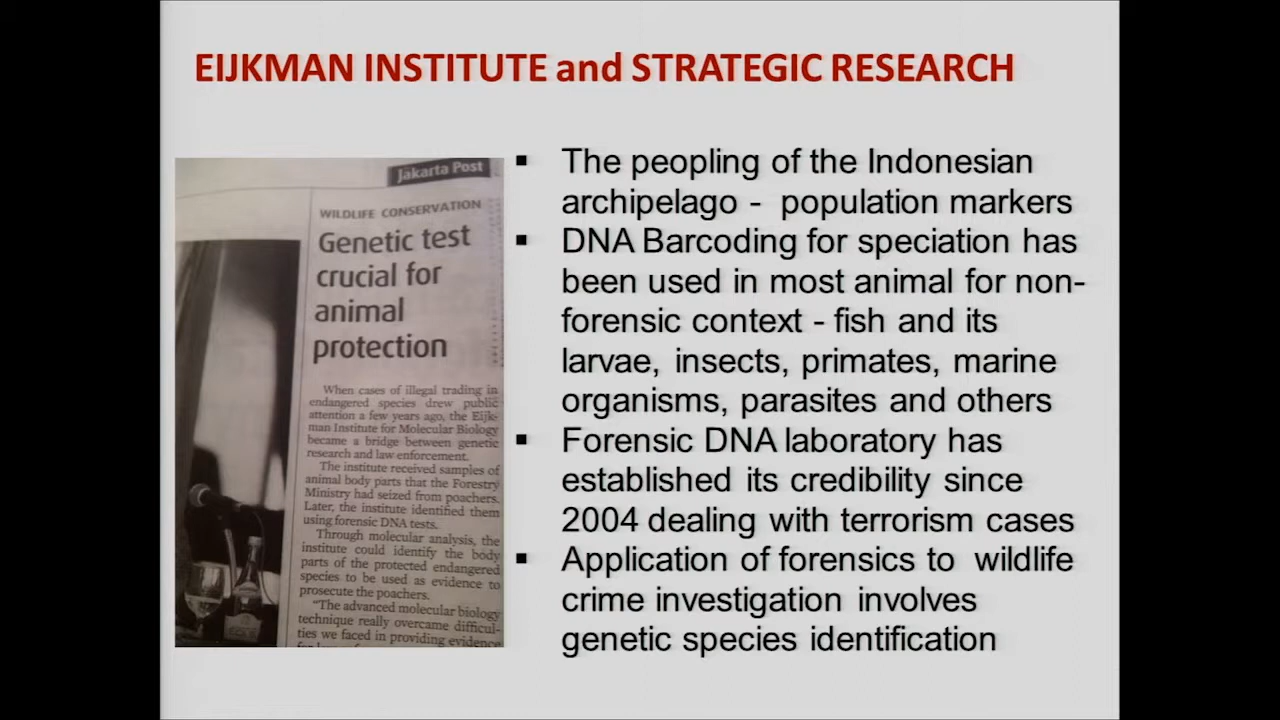 EIJKMAN INSTITUTE and STRATEGIC RESEARCH
Jakarta Post
WILDLIFE CONSERVATION
Genetic test
crucial for
animal
protection
When cases of illegal trading in
endangered species drew public
attention a few years ago, the Eijk-
man Institute for Molecular Biology
became a bridge between genetic
research and law enforcement.
The institute received samples of
animal body parts that the Forestry
Ministry had seized from poachers.
Later, the institute identified them
using forensic DNA tests.
Through molecular analysis, the
institute could identify the body
parts of the protected endangered
species to be used as evidence to
prosecute the poachers.
"The advanced molecular biology
technique really overcame difficul-
ties we faced in providing evidence
▪ The peopling of the Indonesian
archipelago - population markers
▪ DNA Barcoding for speciation has
been used in most animal for non-
forensic context - fish and its
larvae, insects, primates, marine
organisms, parasites and others
▪ Forensic DNA laboratory has
established its credibility since
2004 dealing with terrorism cases
▪ Application of forensics to wildlife
crime investigation involves
genetic species identification